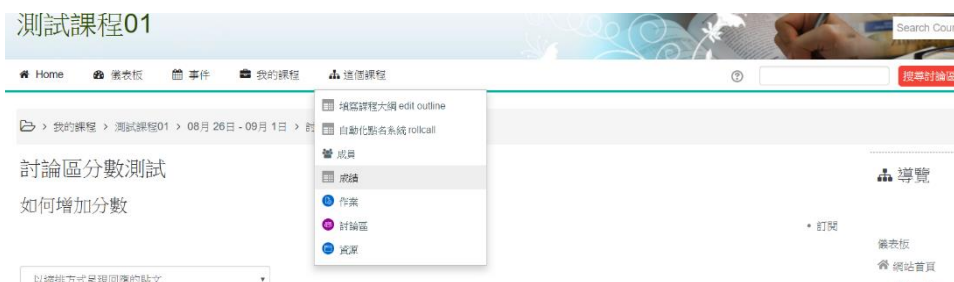 測試課程01
Search Cour
Home 儀表板 事件 我的課程 這個課程
搜尋討論區
填寫課程大綱 edit outline
自動化點名系統 rollcall
成員
成績
作業
討論區
資源
> 我的課程 > 測試課程01 > 08月 26日 - 09月 1日 > 討
討論區分數測試
如何增加分數
• 訂閱
以縮排方式呈現回應的貼文
導覽
儀表板
網站首頁